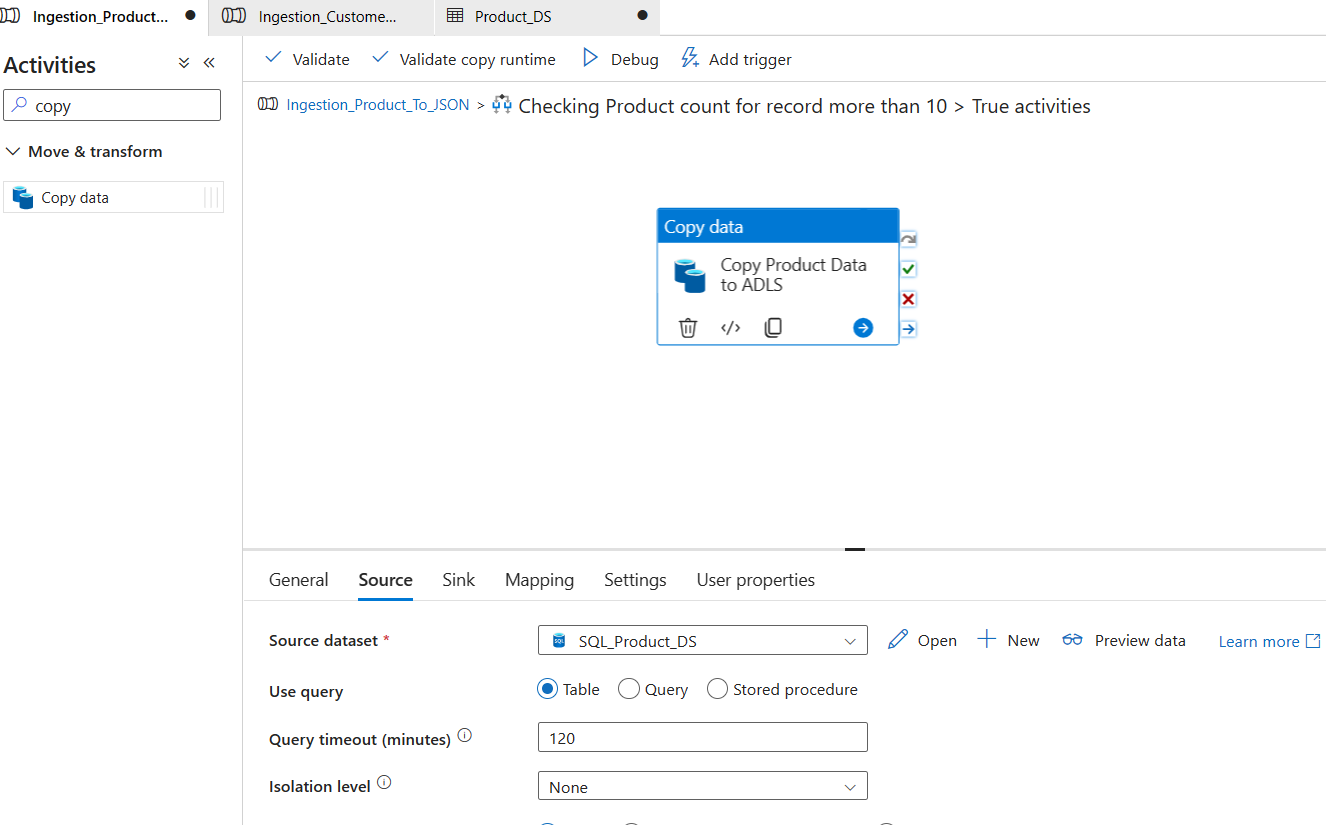 Ingestion_Product... Ingestion_Custome... Product_DS
Activities
copy
Move & transform
Copy data
Validate Validate copy runtime Debug Add trigger
Ingestion_Product_To_JSON > Checking Product count for record more than 10 > True activities
Copy data
Copy Product Data
to ADLS
General Source Sink Mapping Settings User properties
Source dataset * SQL SQL_Product_DS Open New Preview data Learn more
Use query Table Query Stored procedure
Query timeout (minutes) 120
Isolation level None